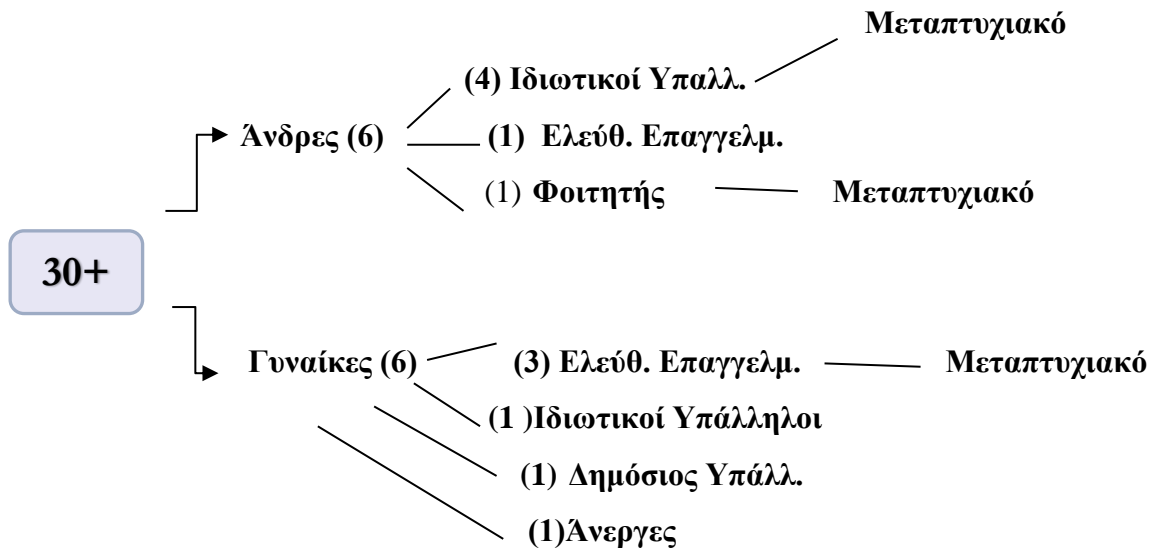 Μεταπτυχιακό
(4) Ιδιωτικοί Υπαλλ.
Άνδρες (6)
(1) Ελεύθ. Επαγγελμ.
(1) Φοιτητής
Μεταπτυχιακό
30+
Γυναίκες (6)
(3) Ελεύθ. Επαγγελμ.
Μεταπτυχιακό
(1 )Ιδιωτικοί Υπάλληλοι
(1) Δημόσιος Υπάλλ.
(1)Άνεργες